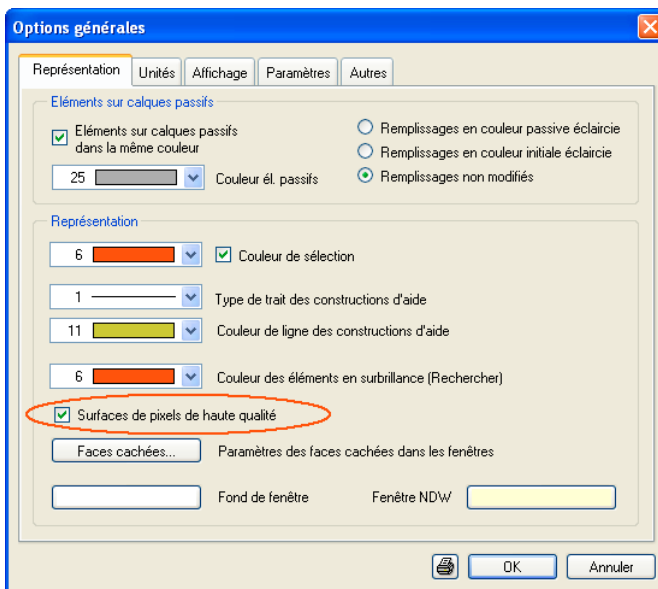 Options générales
Représentation
Unités
Affichage
Paramètres
Autres
Eléments sur calques passifs
Eléments sur calques passifs
dans la même couleur
Remplissages en couleur passive éclaircie
Remplissages en couleur initiale éclaircie
Remplissages non modifiés
25
Couleur él. passifs
Représentation
6
Couleur de sélection
1
Type de trait des constructions d'aide
11
Couleur de ligne des constructions d'aide
6
Couleur des éléments en surbrillance (Rechercher)
Surfaces de pixels de haute qualité
Faces cachées...
Paramètres des faces cachées dans les fenêtres
Fond de fenêtre
Fenêtre NDW
OK
Annuler